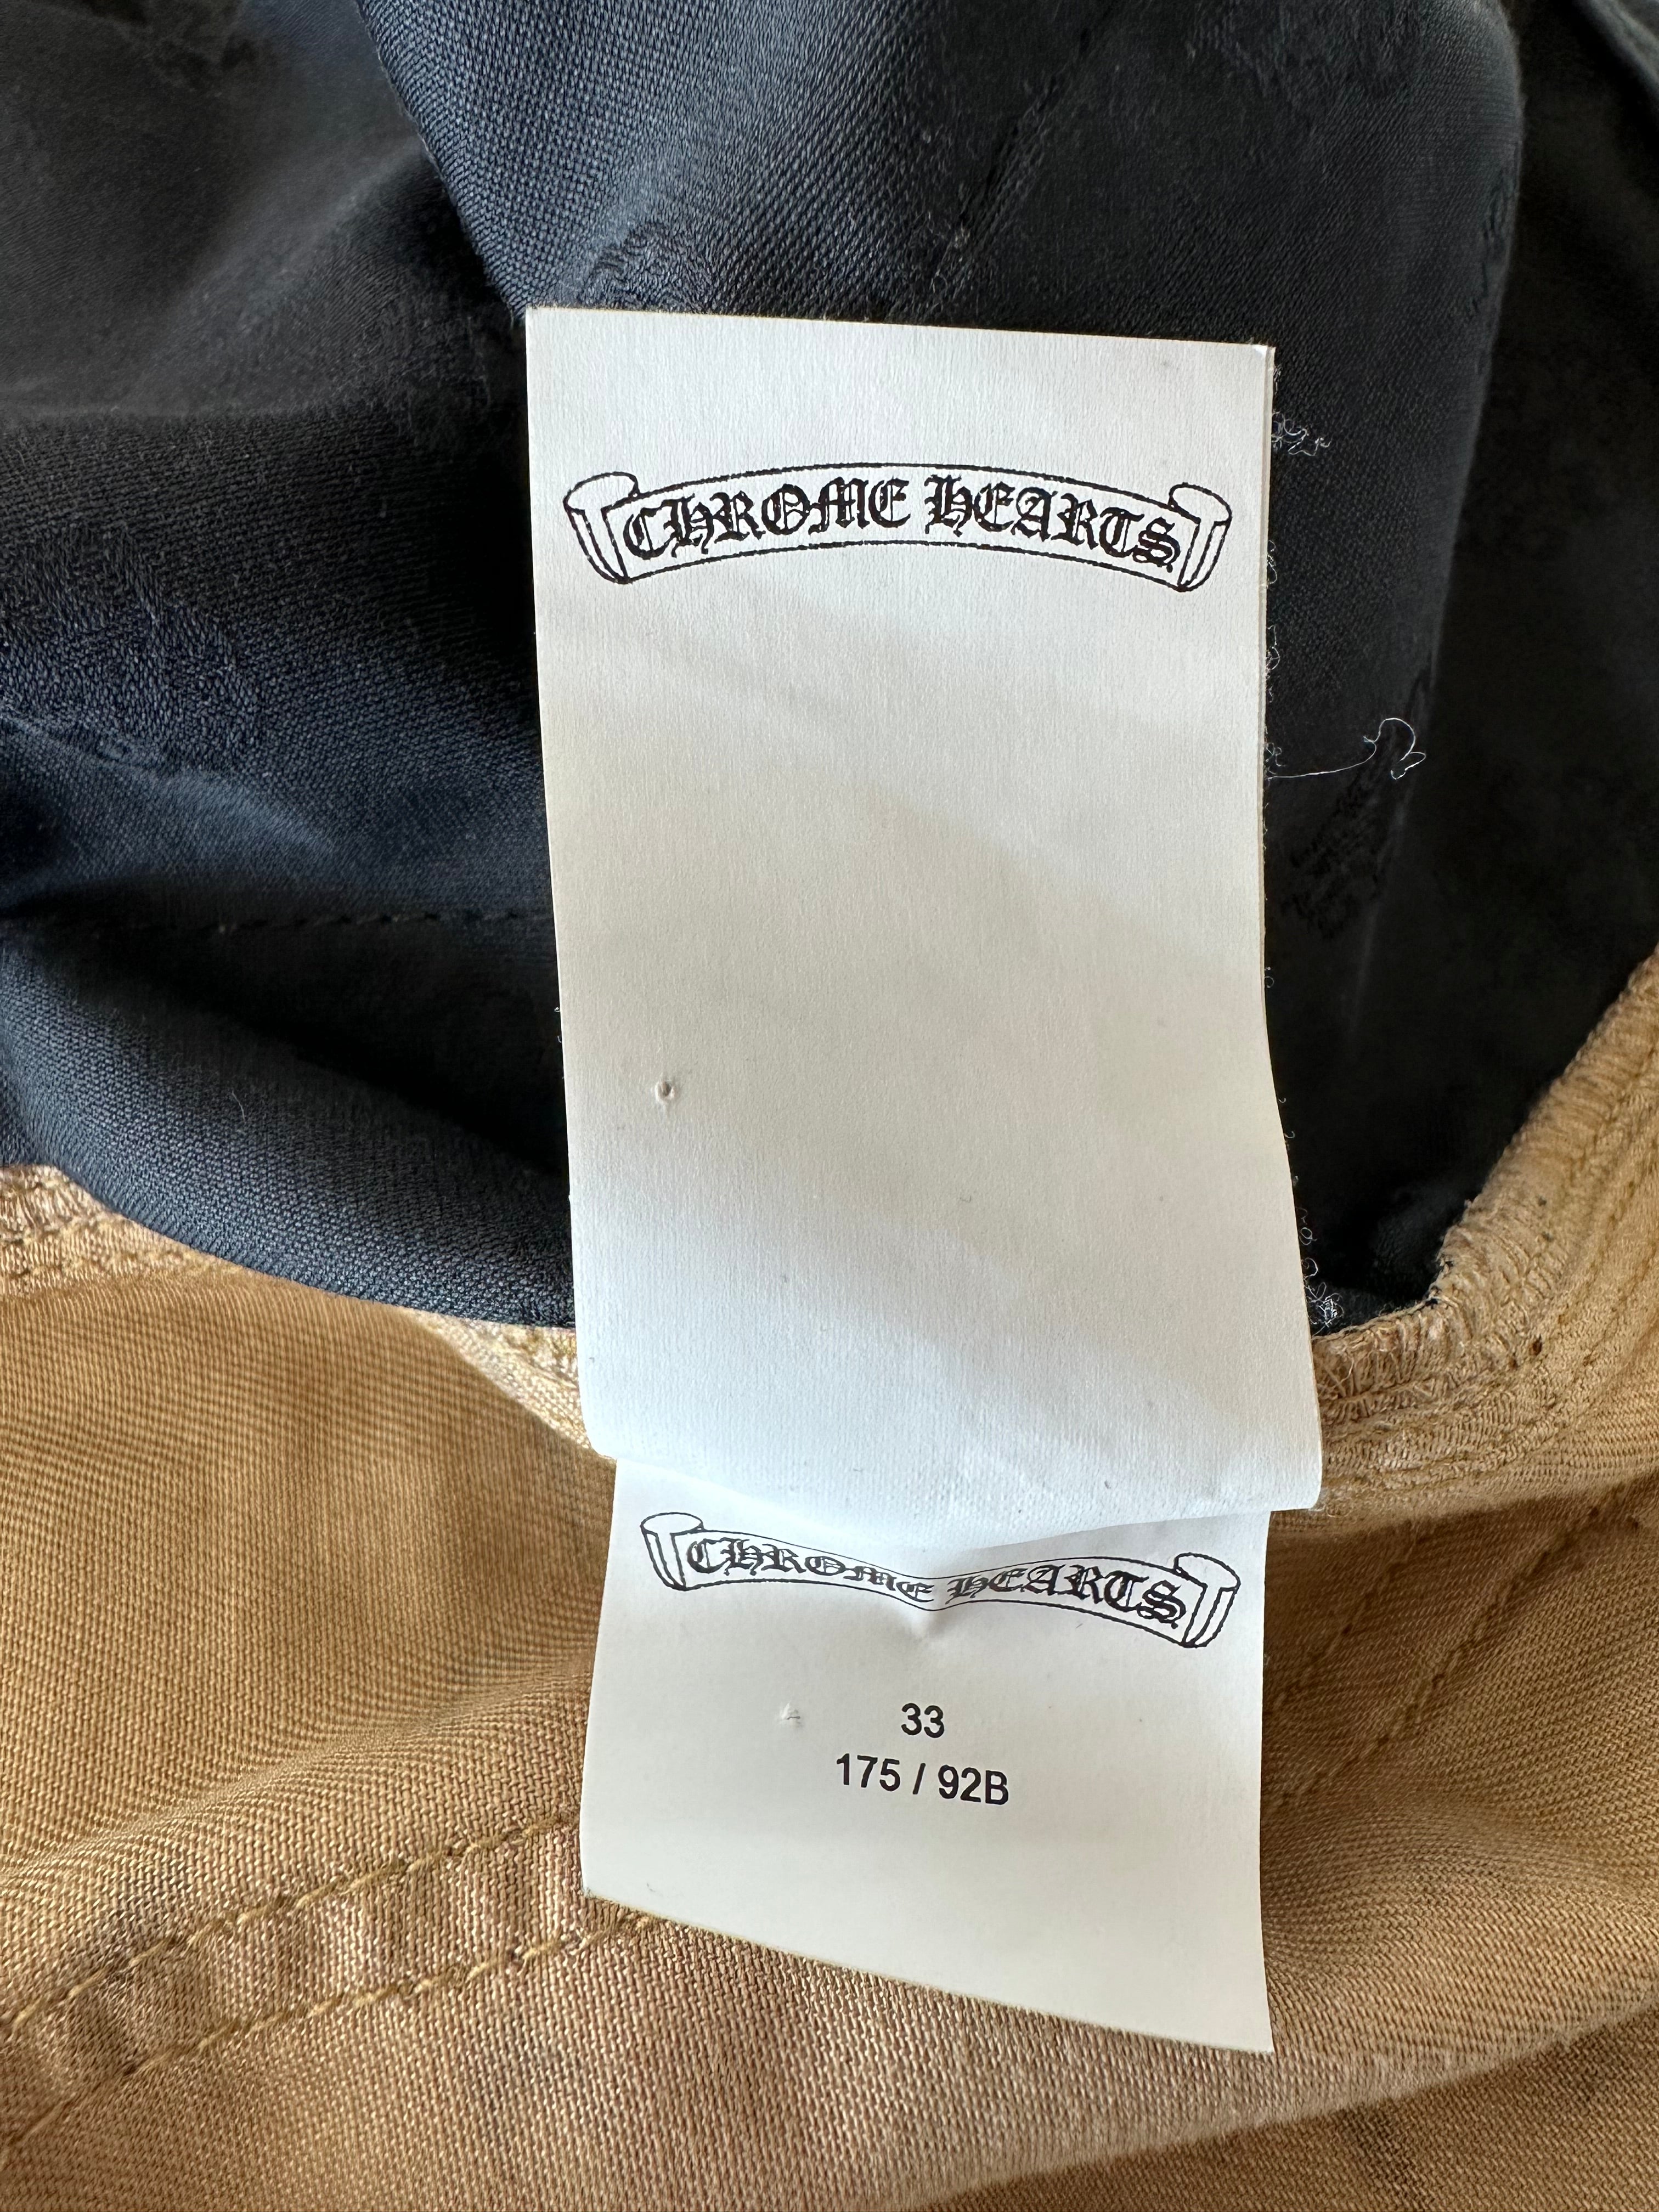 CHROME HEARTS
CHROME HEARTS
33
175 / 92B